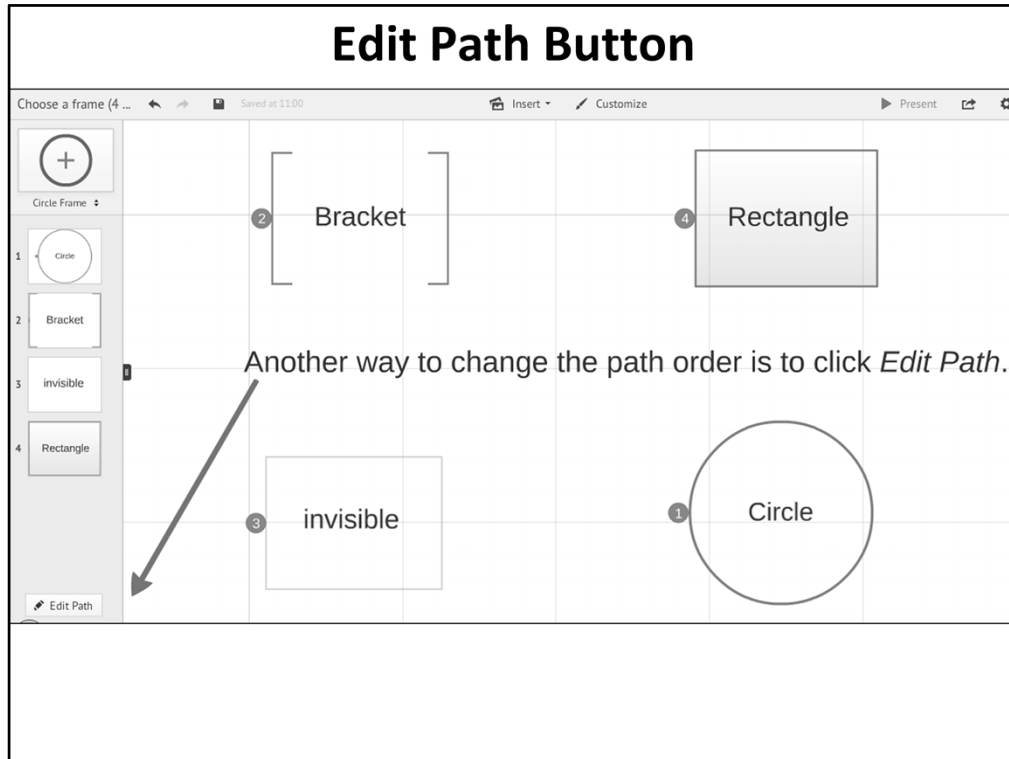 Edit Path Button
Choose a frame (4 ... Saved at 11:00 Insert Customize Present
Circle Frame
1 Circle
2 Bracket
3 invisible
4 Rectangle
2 Bracket
4 Rectangle
Another way to change the path order is to click Edit Path.
3 invisible
1 Circle
Edit Path